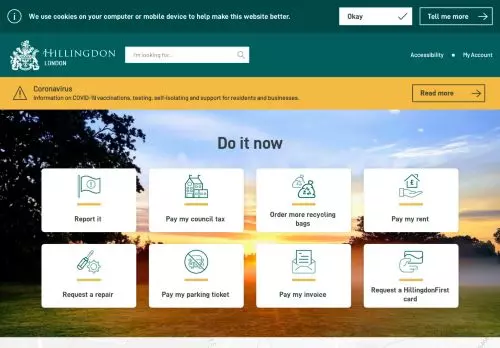 We use cookies on your computer or mobile device to help make this website better.
Okay
Tell me more
HILLINGDON
LONDON
I'm looking for...
Accessibility
My Account
Coronavirus
Information on COVID-19 vaccinations, testing, self-isolating and support for residents and businesses.
Read more
Do it now
Report it
Pay my council tax
Order more recycling
bags
Pay my rent
Request a repair
Pay my parking ticket
Pay my invoice
Request a HillingdonFirst
card